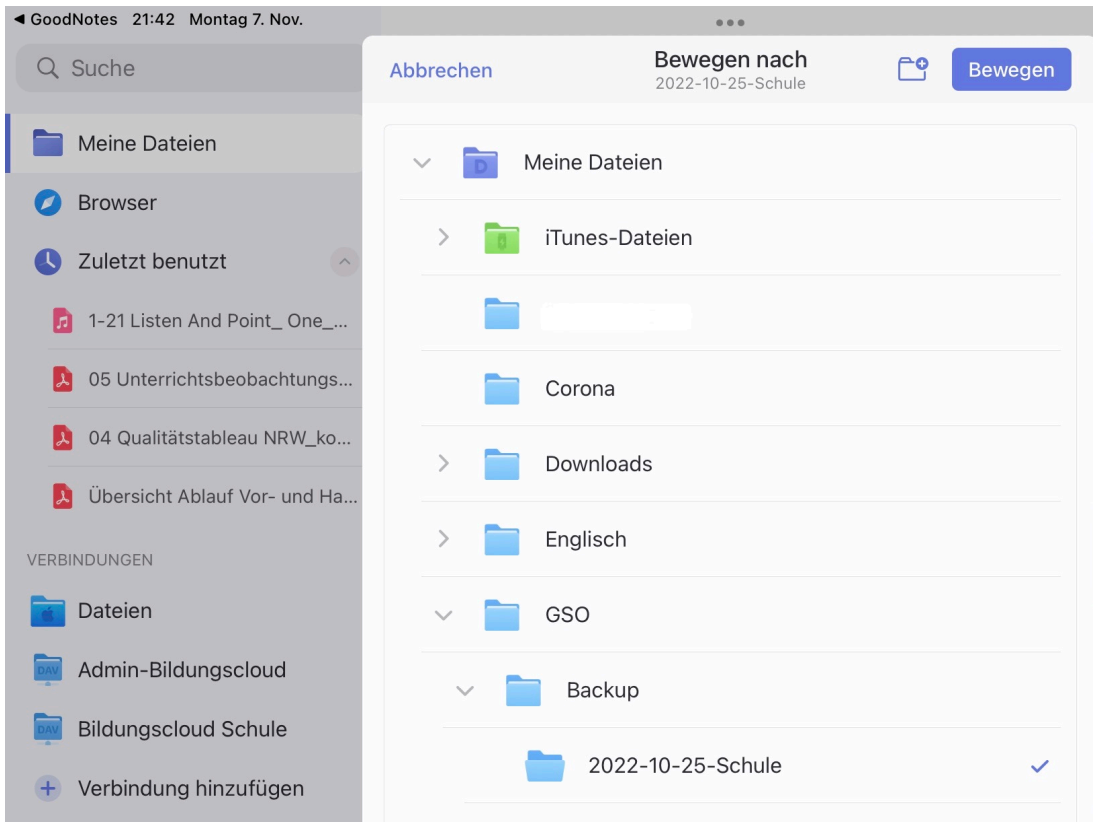 ◀ GoodNotes 21:42 Montag 7. Nov.
Suche
Meine Dateien
Browser
Zuletzt benutzt
1-21 Listen And Point_ One_...
05 Unterrichtsbeobachtungs...
04 Qualitätstableau NRW_ko...
Übersicht Ablauf Vor- und Ha...
VERBINDUNGEN
Dateien
DAV Admin-Bildungscloud
DAV Bildungscloud Schule
Verbindung hinzufügen
Abbrechen
Bewegen nach
2022-10-25-Schule
Bewegen
D Meine Dateien
iTunes-Dateien
Corona
Downloads
Englisch
GSO
Backup
2022-10-25-Schule